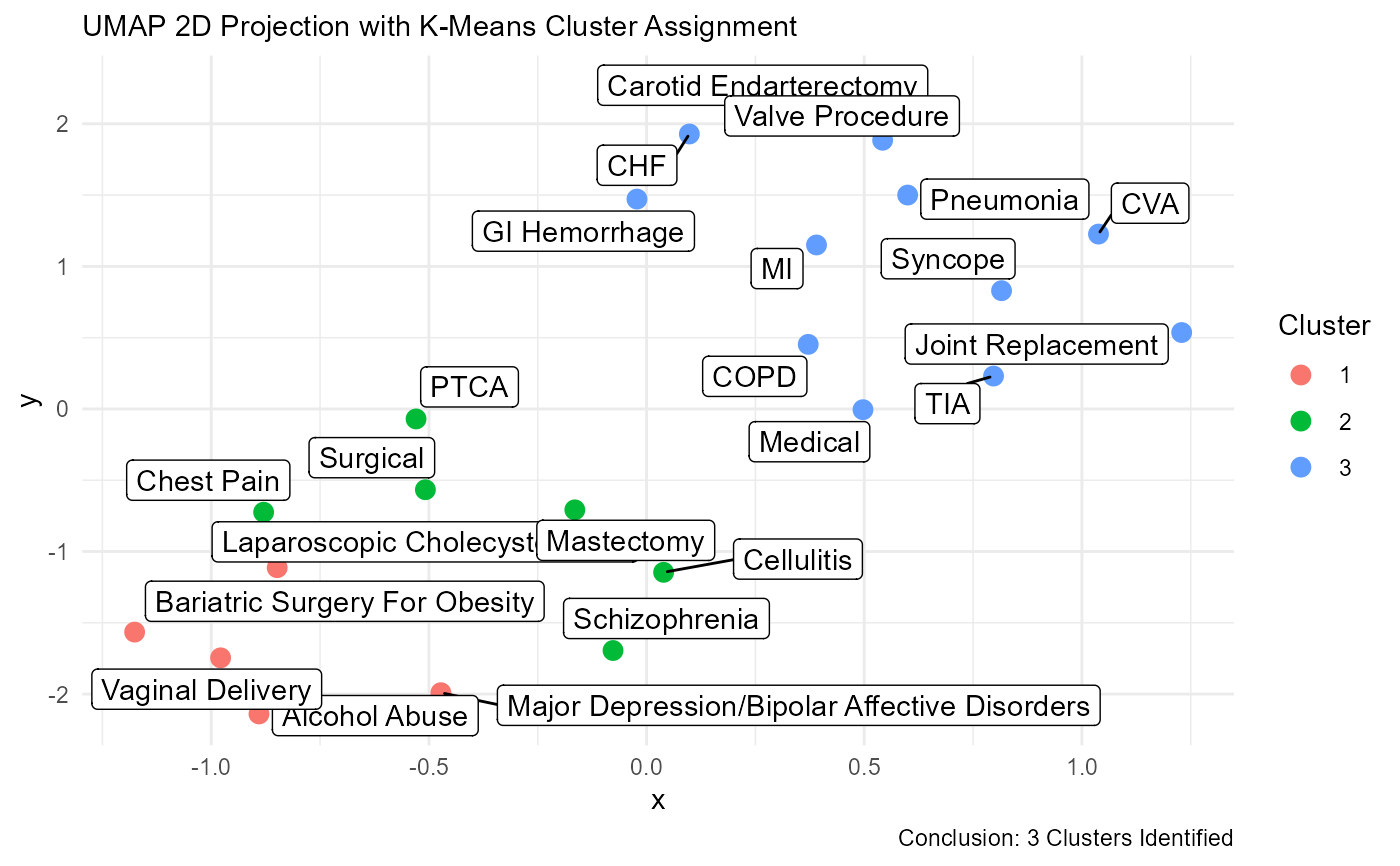 UMAP 2D Projection with K-Means Cluster Assignment
Carotid Endarterectomy
Valve Procedure
2
CHF
Pneumonia
CVA
GI Hemorrhage
Syncope
1
MI
Cluster
Joint Replacement
1
COPD
PTCA
TIA
0
2
y
Medical
Surgical
3
Chest Pain
Laparoscopic
Mastectomy
-1
Cellulitis
Bariatric Surgery For Obesity
Schizophrenia
Vaginal Delivery
-2
Major Depression/Bipolar Affective Disorders
Alcohol Abuse
-1.0 -0.5 0.0 0.5 1.0
x
Conclusion: 3 Clusters Identified